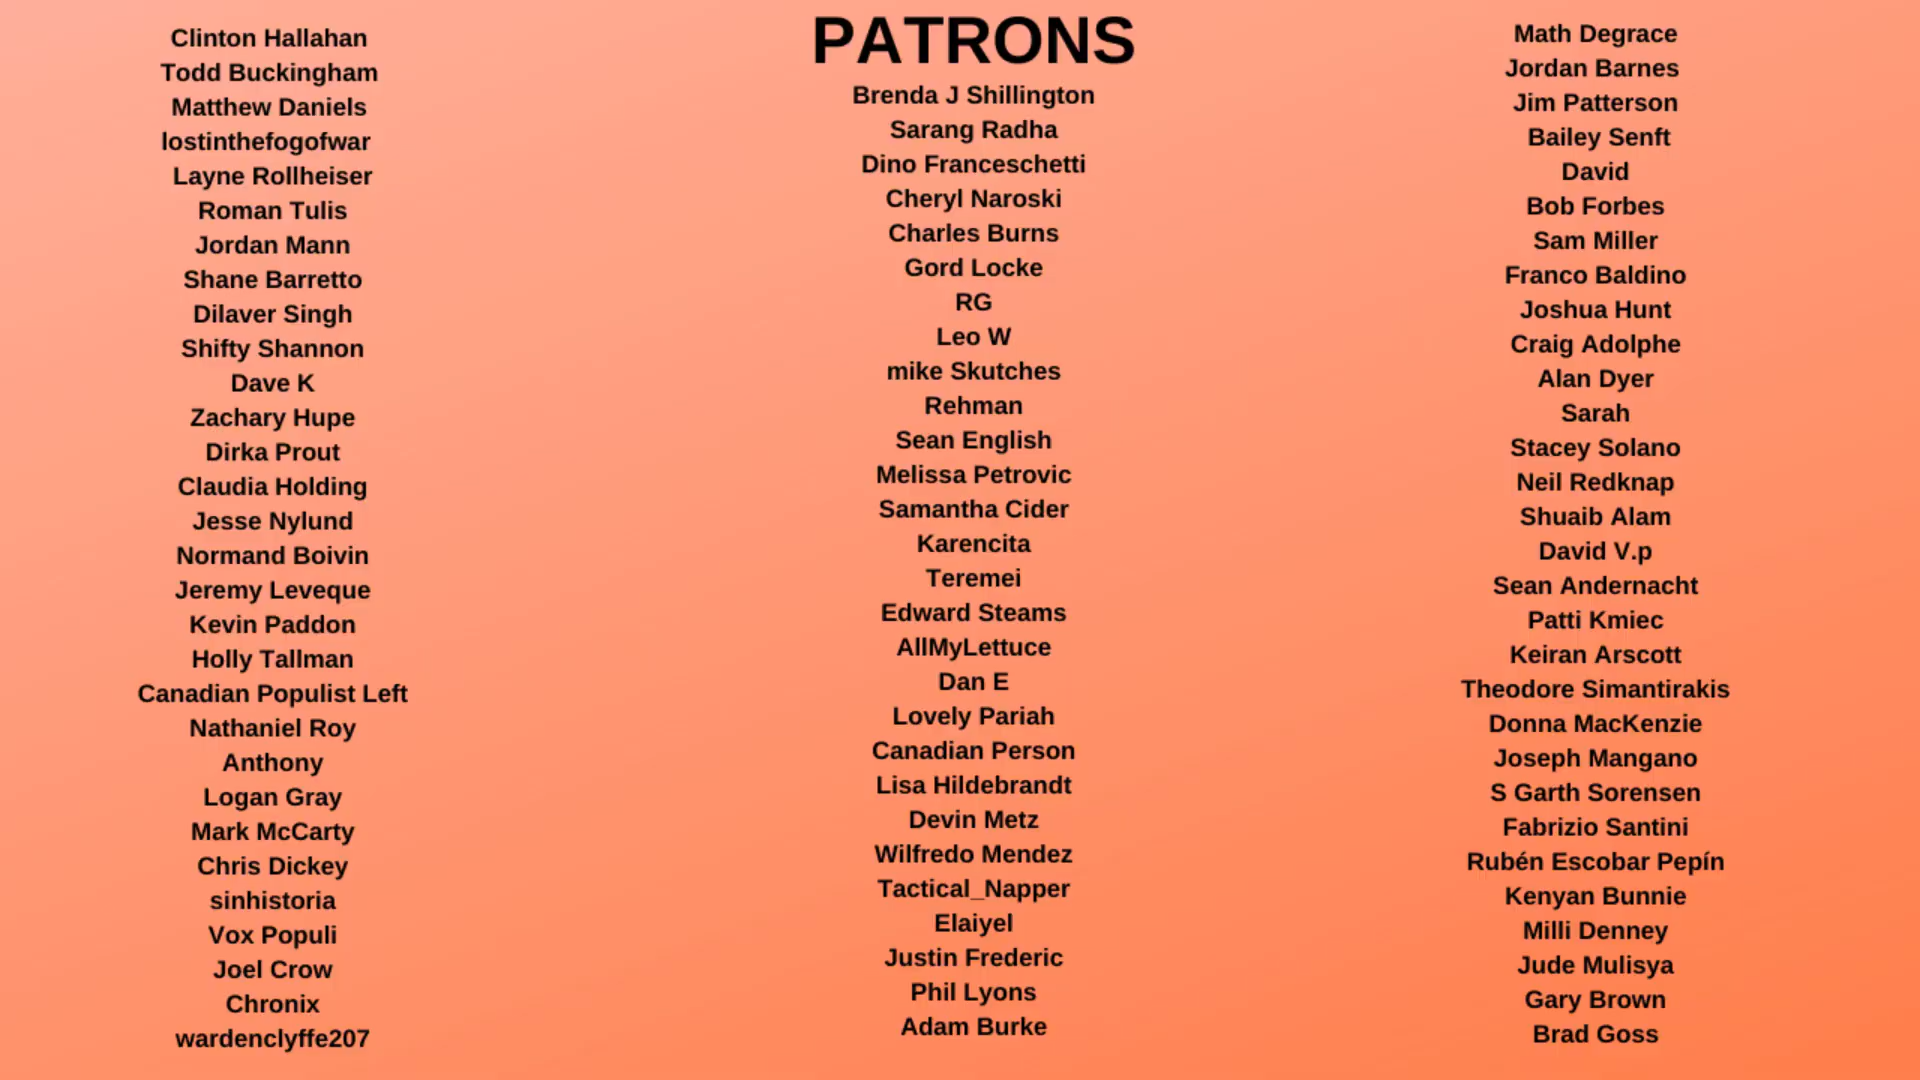 Clinton Hallahan
Todd Buckingham
Matthew Daniels
lostinthefogofwar
Layne Rollheiser
Roman Tulis
Jordan Mann
Shane Barretto
Dilaver Singh
Shifty Shannon
Dave K
Zachary Hupe
Dirka Prout
Claudia Holding
Jesse Nylund
Normand Boivin
Jeremy Leveque
Kevin Paddon
Holly Tallman
Canadian Populist Left
Nathaniel Roy
Anthony
Logan Gray
Mark McCarty
Chris Dickey
sinhistoria
Vox Populi
Joel Crow
Chronix
wardenclyffe207
PATRONS
Brenda J Shillington
Sarang Radha
Dino Franceschetti
Cheryl Naroski
Charles Burns
Gord Locke
RG
Leo W
mike Skutches
Rehman
Sean English
Melissa Petrovic
Samantha Cider
Karencita
Teremei
Edward Steams
AllMyLettuce
Dan E
Lovely Pariah
Canadian Person
Lisa Hildebrandt
Devin Metz
Wilfredo Mendez
Tactical_Napper
Elaiyel
Justin Frederic
Phil Lyons
Adam Burke
Math Degrace
Jordan Barnes
Jim Patterson
Bailey Senft
David
Bob Forbes
Sam Miller
Franco Baldino
Joshua Hunt
Craig Adolphe
Alan Dyer
Sarah
Stacey Solano
Neil Redknap
Shuaib Alam
David V.p
Sean Andernacht
Patti Kmiec
Keiran Arscott
Theodore Simantirakis
Donna MacKenzie
Joseph Mangano
S Garth Sorensen
Fabrizio Santini
Rubén Escobar Pepín
Kenyan Bunnie
Milli Denney
Jude Mulisya
Gary Brown
Brad Goss